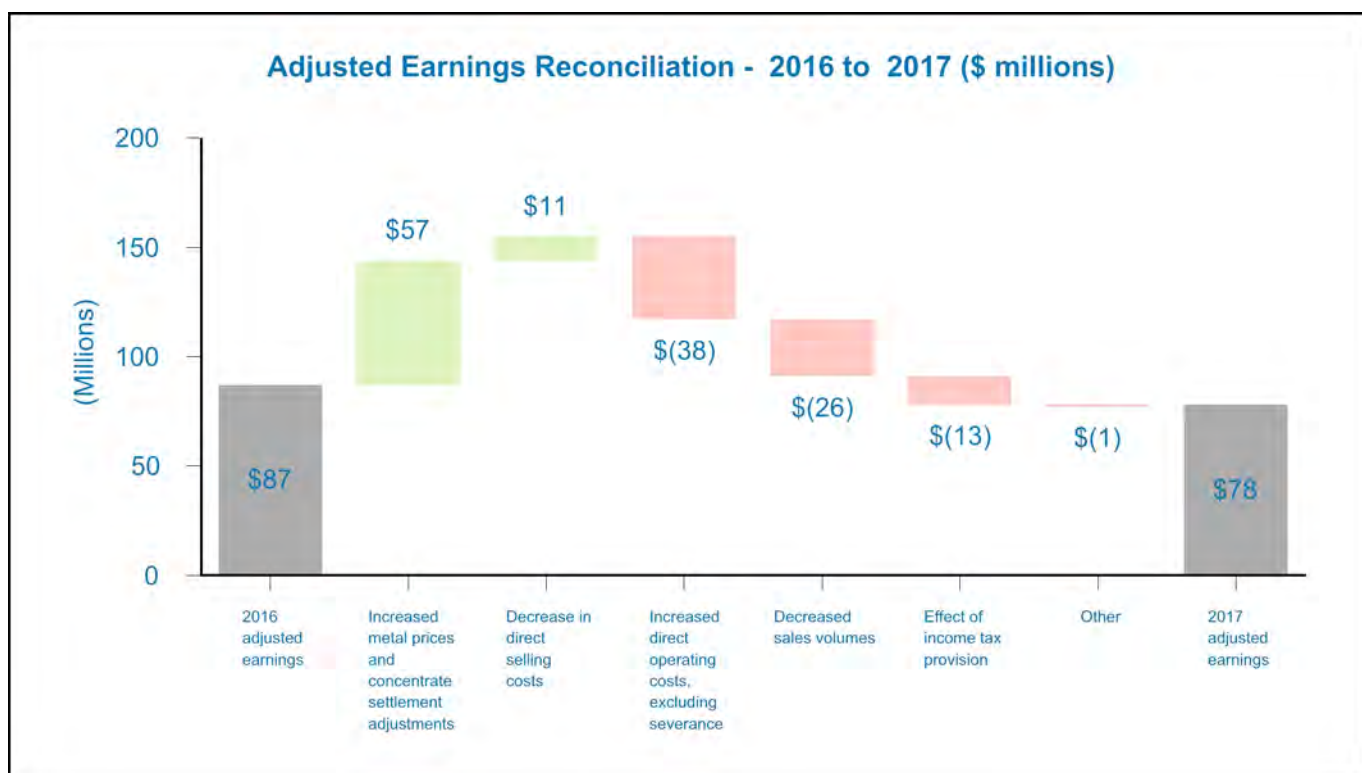 Adjusted Earnings Reconciliation - 2016 to 2017 ($ millions)
200
150
100
50
0
(Millions)
$87
$57
$11
$(38)
$(26)
$(13)
$(1)
$78
2016
adjusted
earnings
Increased
metal prices
and
concentrate
settlement
adjustments
Decrease in
direct
selling
costs
Increased
direct
operating
costs,
excluding
severance
Decreased
sales volumes
Effect of
income tax
provision
Other
2017
adjusted
earnings